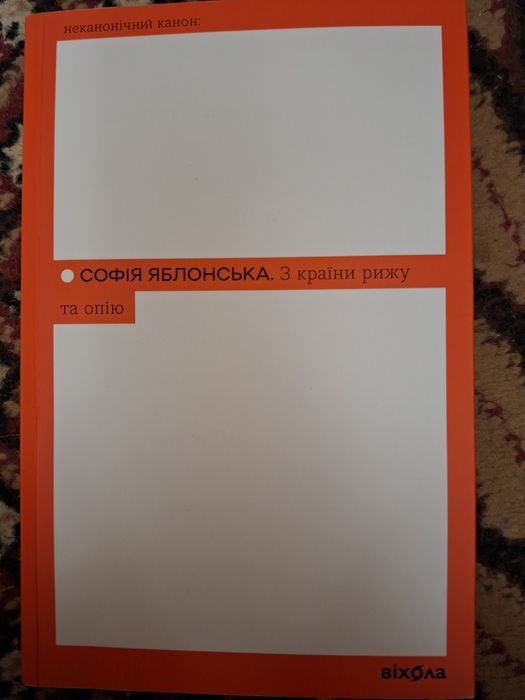 неканонічний канон:
СОФІЯ ЯБЛОНСЬКА. З країни рижу
та опію
віхола